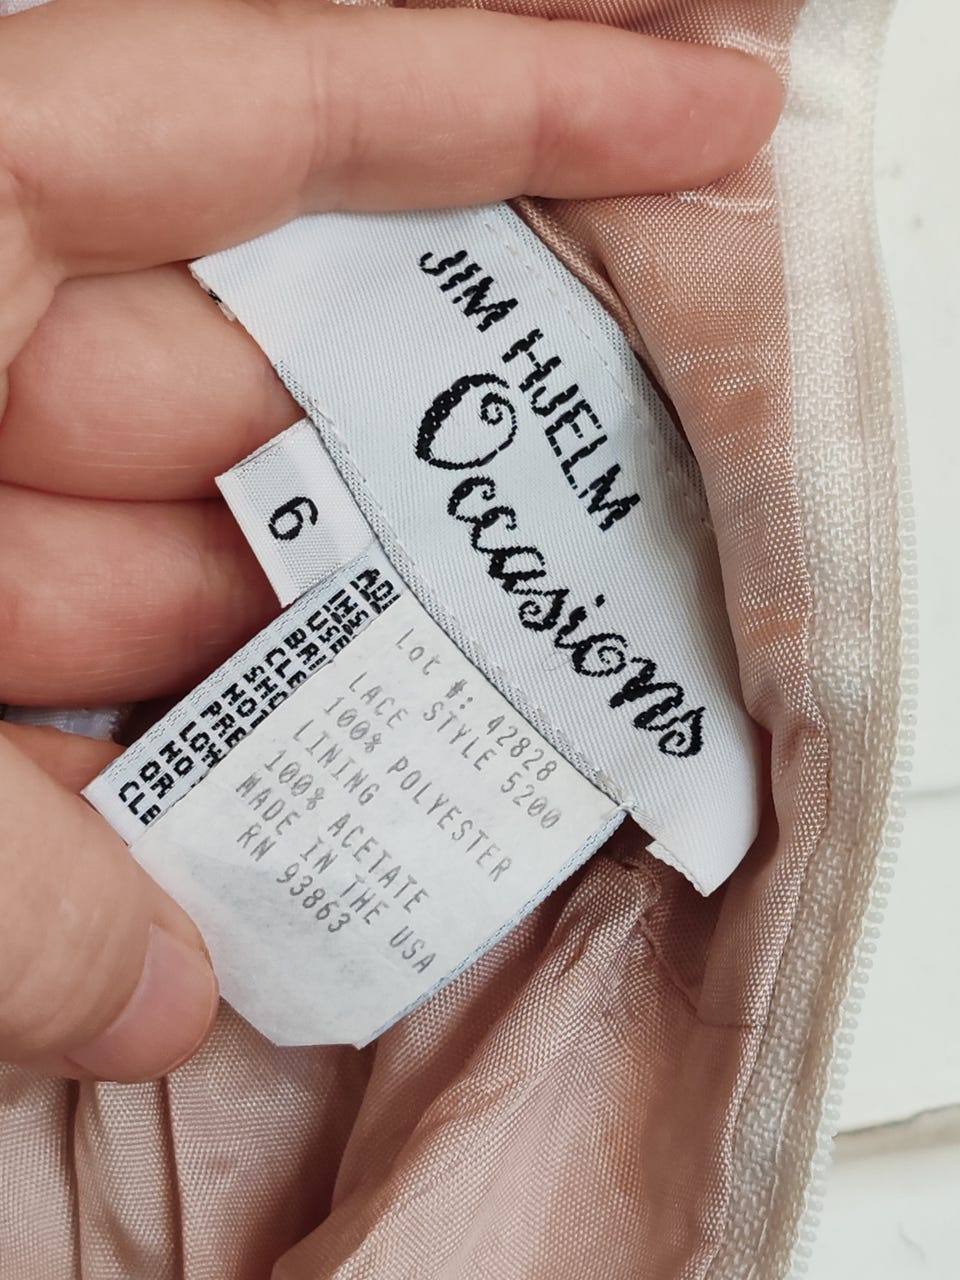 JIM HJELM
Occasions
6
Lot #: 42828
STYLE 5200
LACE
100% POLYESTER
LINING
100% ACETATE
MADE IN THE USA
RN 93863